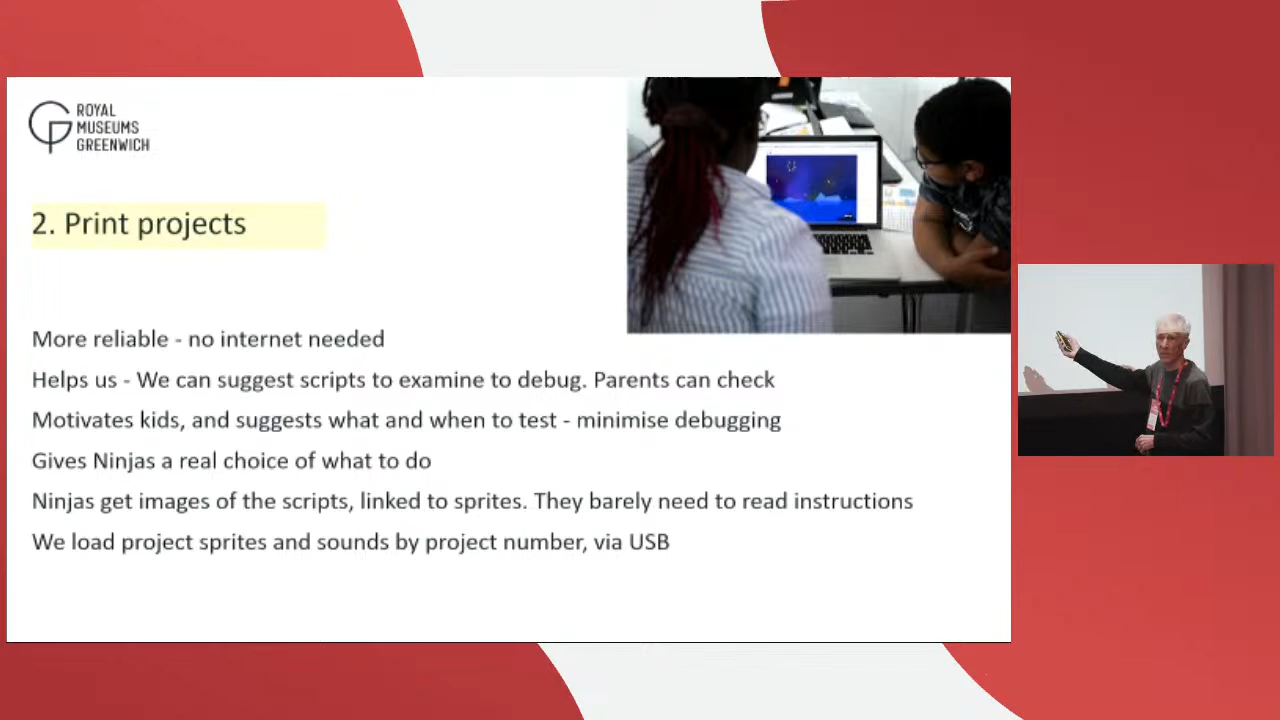 ROYAL
MUSEUMS
GREENWICH
2. Print projects
More reliable - no internet needed
Helps us - We can suggest scripts to examine to debug. Parents can check
Motivates kids, and suggests what and when to test - minimise debugging
Gives Ninjas a real choice of what to do
Ninjas get images of the scripts, linked to sprites. They barely need to read instructions
We load project sprites and sounds by project number, via USB